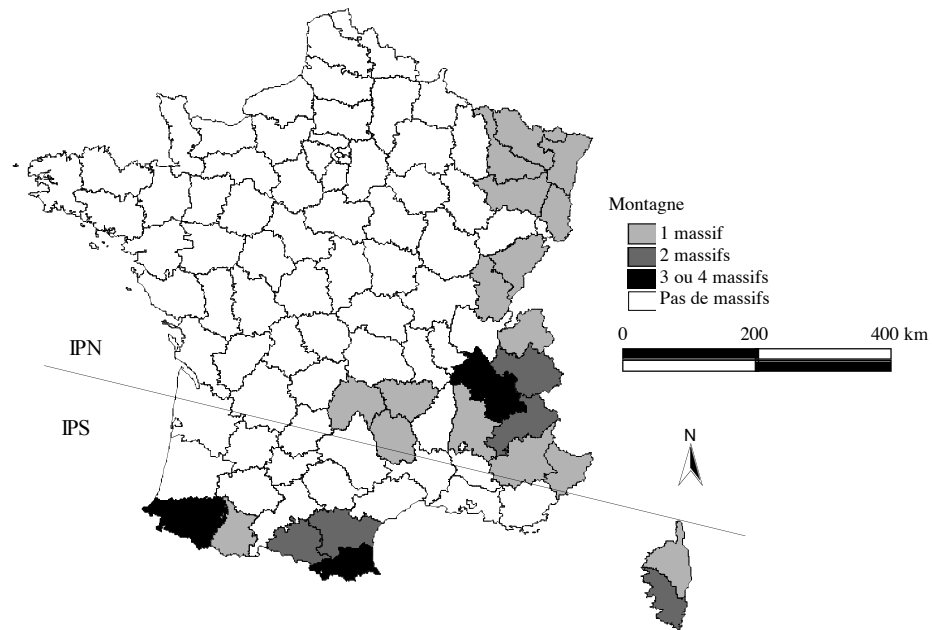 Montagne
1 massif
2 massifs
3 ou 4 massifs
Pas de massifs
0 200 400 km
IPN
IPS
N